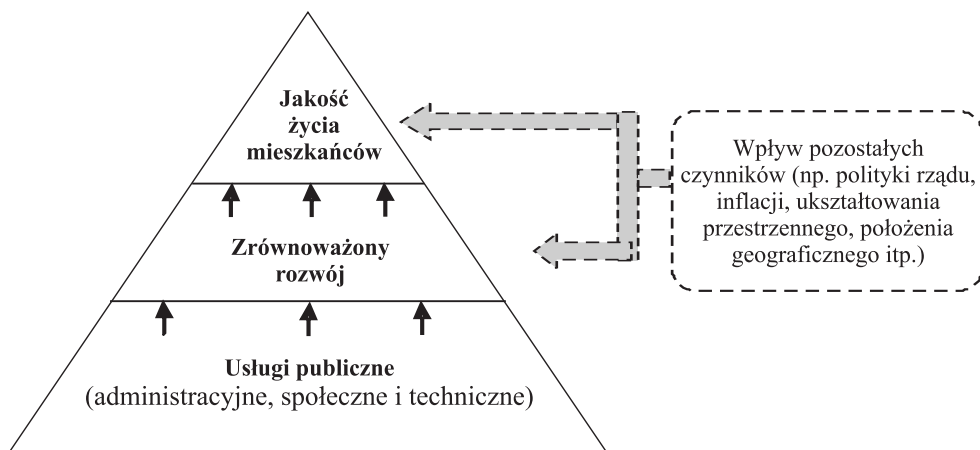 Jakość
życia
mieszkańców
Wpływ pozostałych
czynników (np. polityki rządu,
inflacji, ukształtowania
przestrzennego, położenia
geograficznego itp.)
Zrównoważony
rozwój
Usługi publiczne
(administracyjne, społeczne i techniczne)